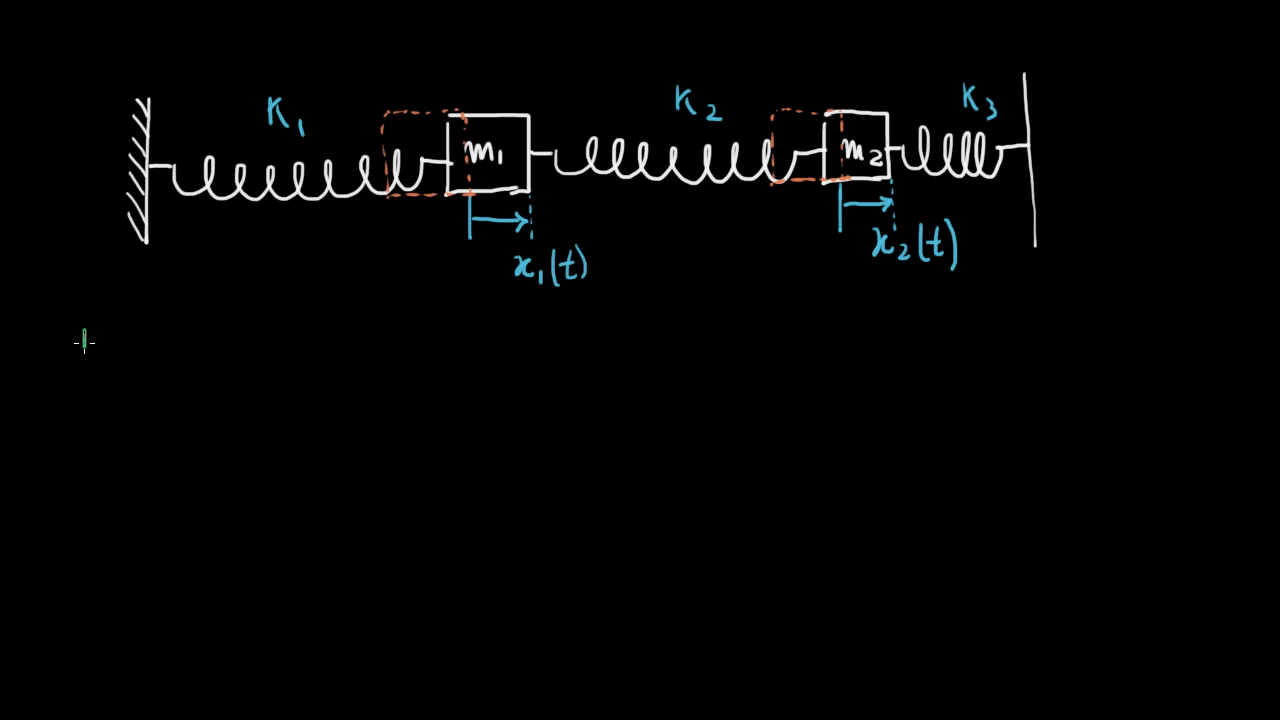 K₁
K₂
K₃
m₁
m₂
x₁(t)
x₂(t)